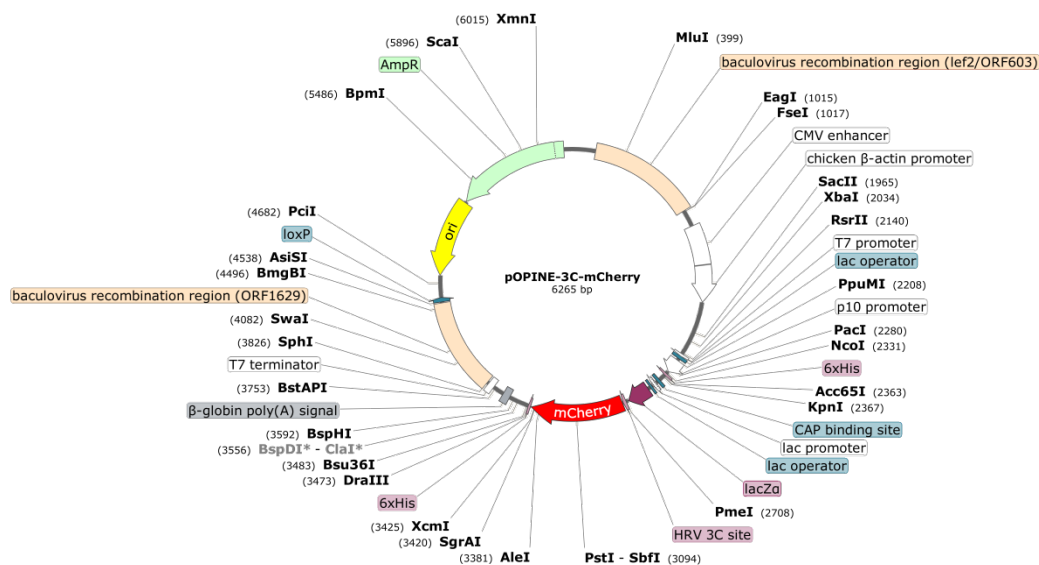 (6015) XmnI
(5896) ScaI
AmpR
(5486) BpmI
MluI (399)
baculovirus recombination region (lef2/ORF603)
EagI (1015)
FseI (1017)
CMV enhancer
chicken β-actin promoter
SacII (1965)
XbaI (2034)
RsrII (2140)
T7 promoter
lac operator
PpuMI (2208)
p10 promoter
PacI (2280)
NcoI (2331)
6xHis
Acc65I (2363)
KpnI (2367)
CAP binding site
lac promoter
lac operator
lacZα
PmeI (2708)
HRV 3C site
PstI - SbfI (3094)
(3381) AleI
(3420) SgrAI
(3425) XcmI
6xHis
(3473) DraIII
(3483) Bsu36I
(3556) BspDI* - ClaI*
(3592) BspHI
β-globin poly(A) signal
(3753) BstAPI
T7 terminator
(3826) SphI
(4082) SwaI
baculovirus recombination region (ORF1629)
(4496) BmgBI
(4538) AsiSI
loxP
(4682) PciI
ori
mCherry
pOPINE-3C-mCherry
6265 bp